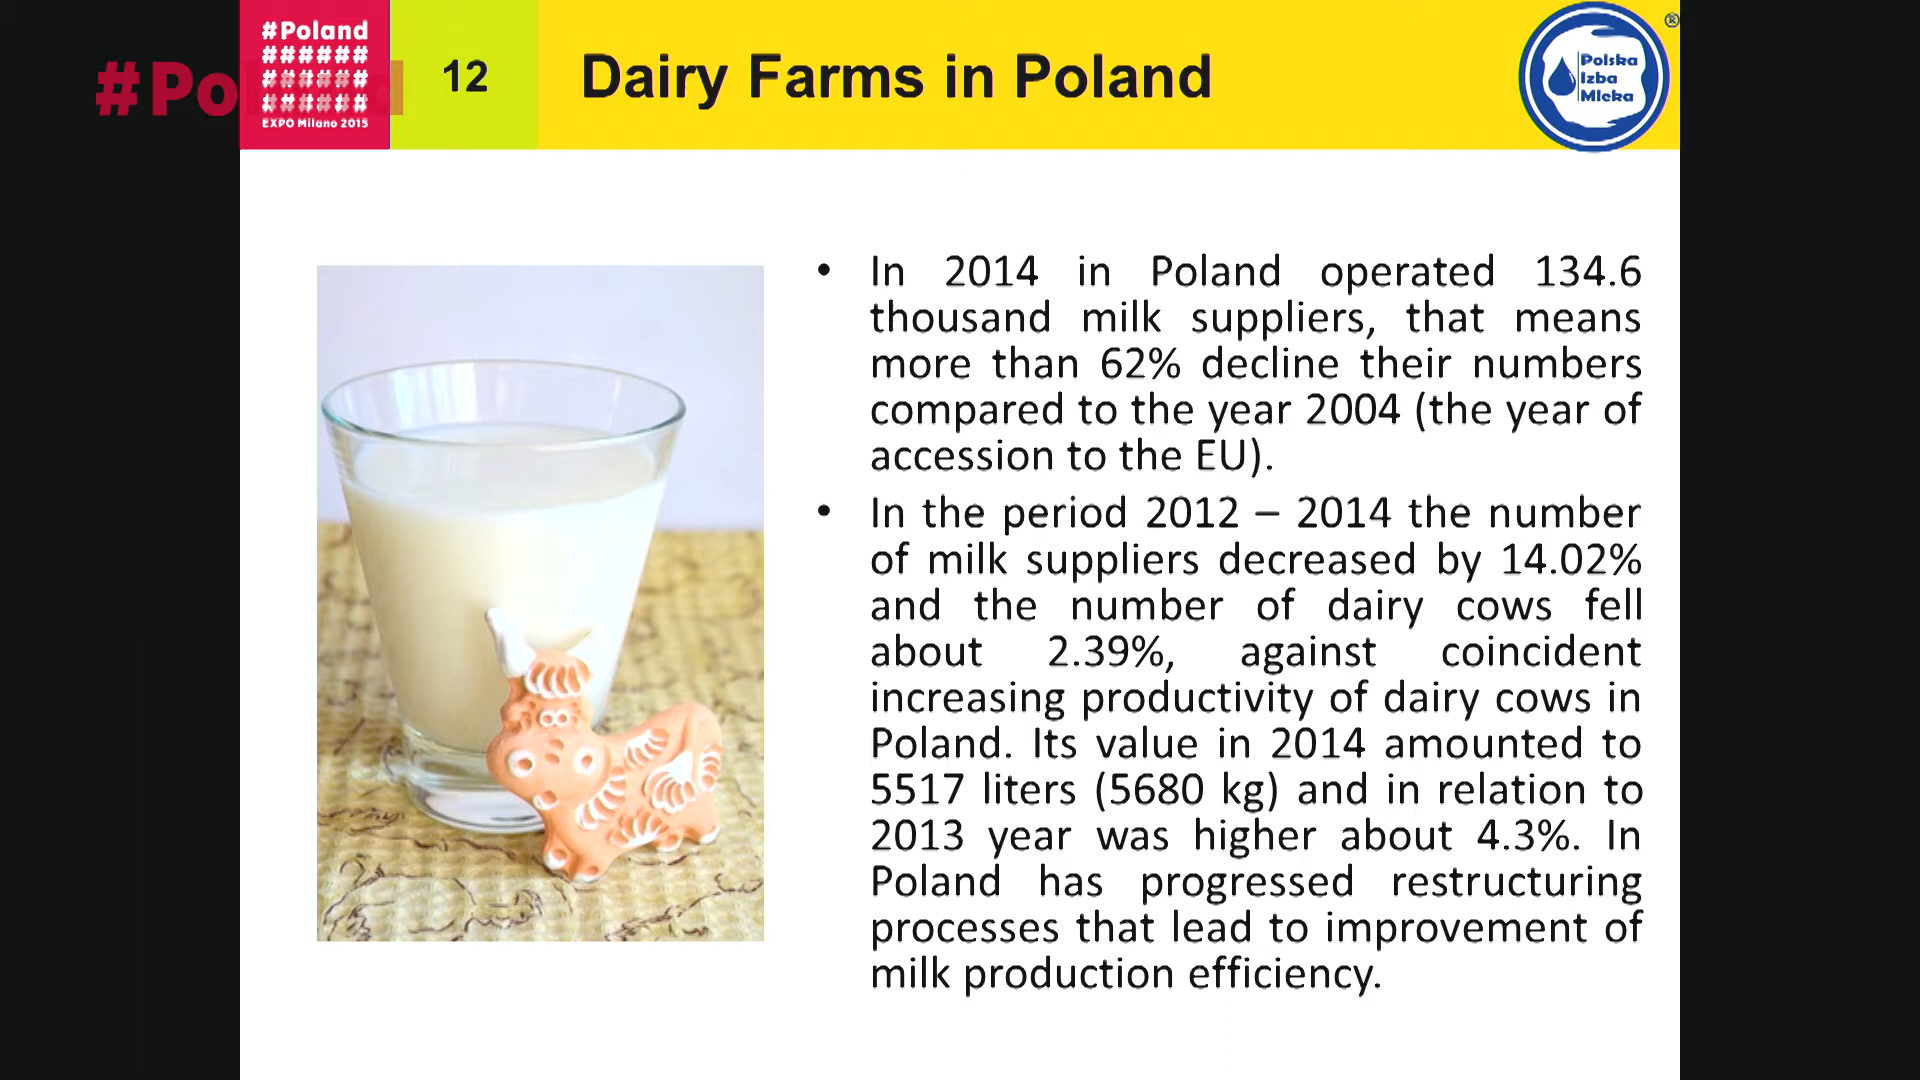 #Poland
######
######
######
######
EXPO Milano 2015
#Po
12
Dairy Farms in Poland
®
Polska
Izba
Mleka
• In 2014 in Poland operated 134.6
thousand milk suppliers, that means
more than 62% decline their numbers
compared to the year 2004 (the year of
accession to the EU).
• In the period 2012 – 2014 the number
of milk suppliers decreased by 14.02%
and the number of dairy cows fell
about 2.39%, against coincident
increasing productivity of dairy cows in
Poland. Its value in 2014 amounted to
5517 liters (5680 kg) and in relation to
2013 year was higher about 4.3%. In
Poland has progressed restructuring
processes that lead to improvement of
milk production efficiency.